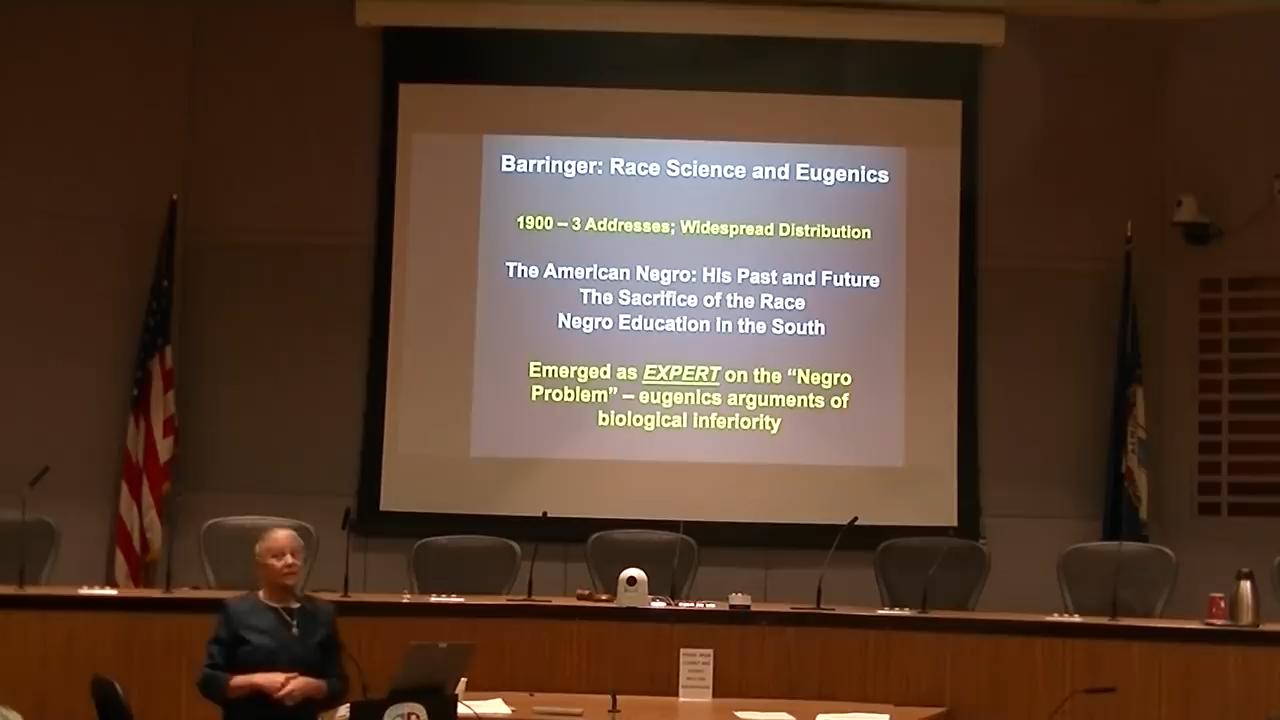 Barringer: Race Science and Eugenics
1900 – 3 Addresses; Widespread Distribution
The American Negro: His Past and Future
The Sacrifice of the Race
Negro Education in the South
Emerged as EXPERT on the “Negro
Problem” – eugenics arguments of
biological inferiority